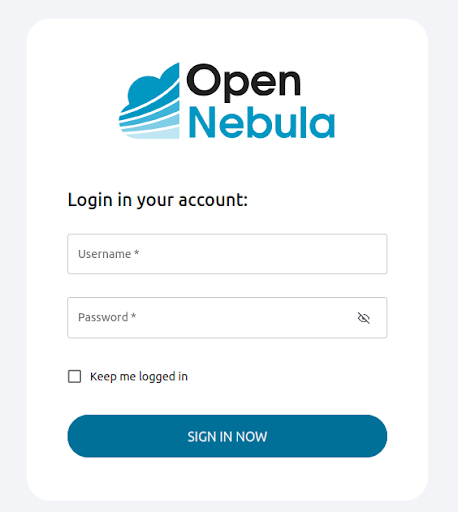 Open
Nebula
Login in your account:
Username *
Password *
Keep me logged in
SIGN IN NOW